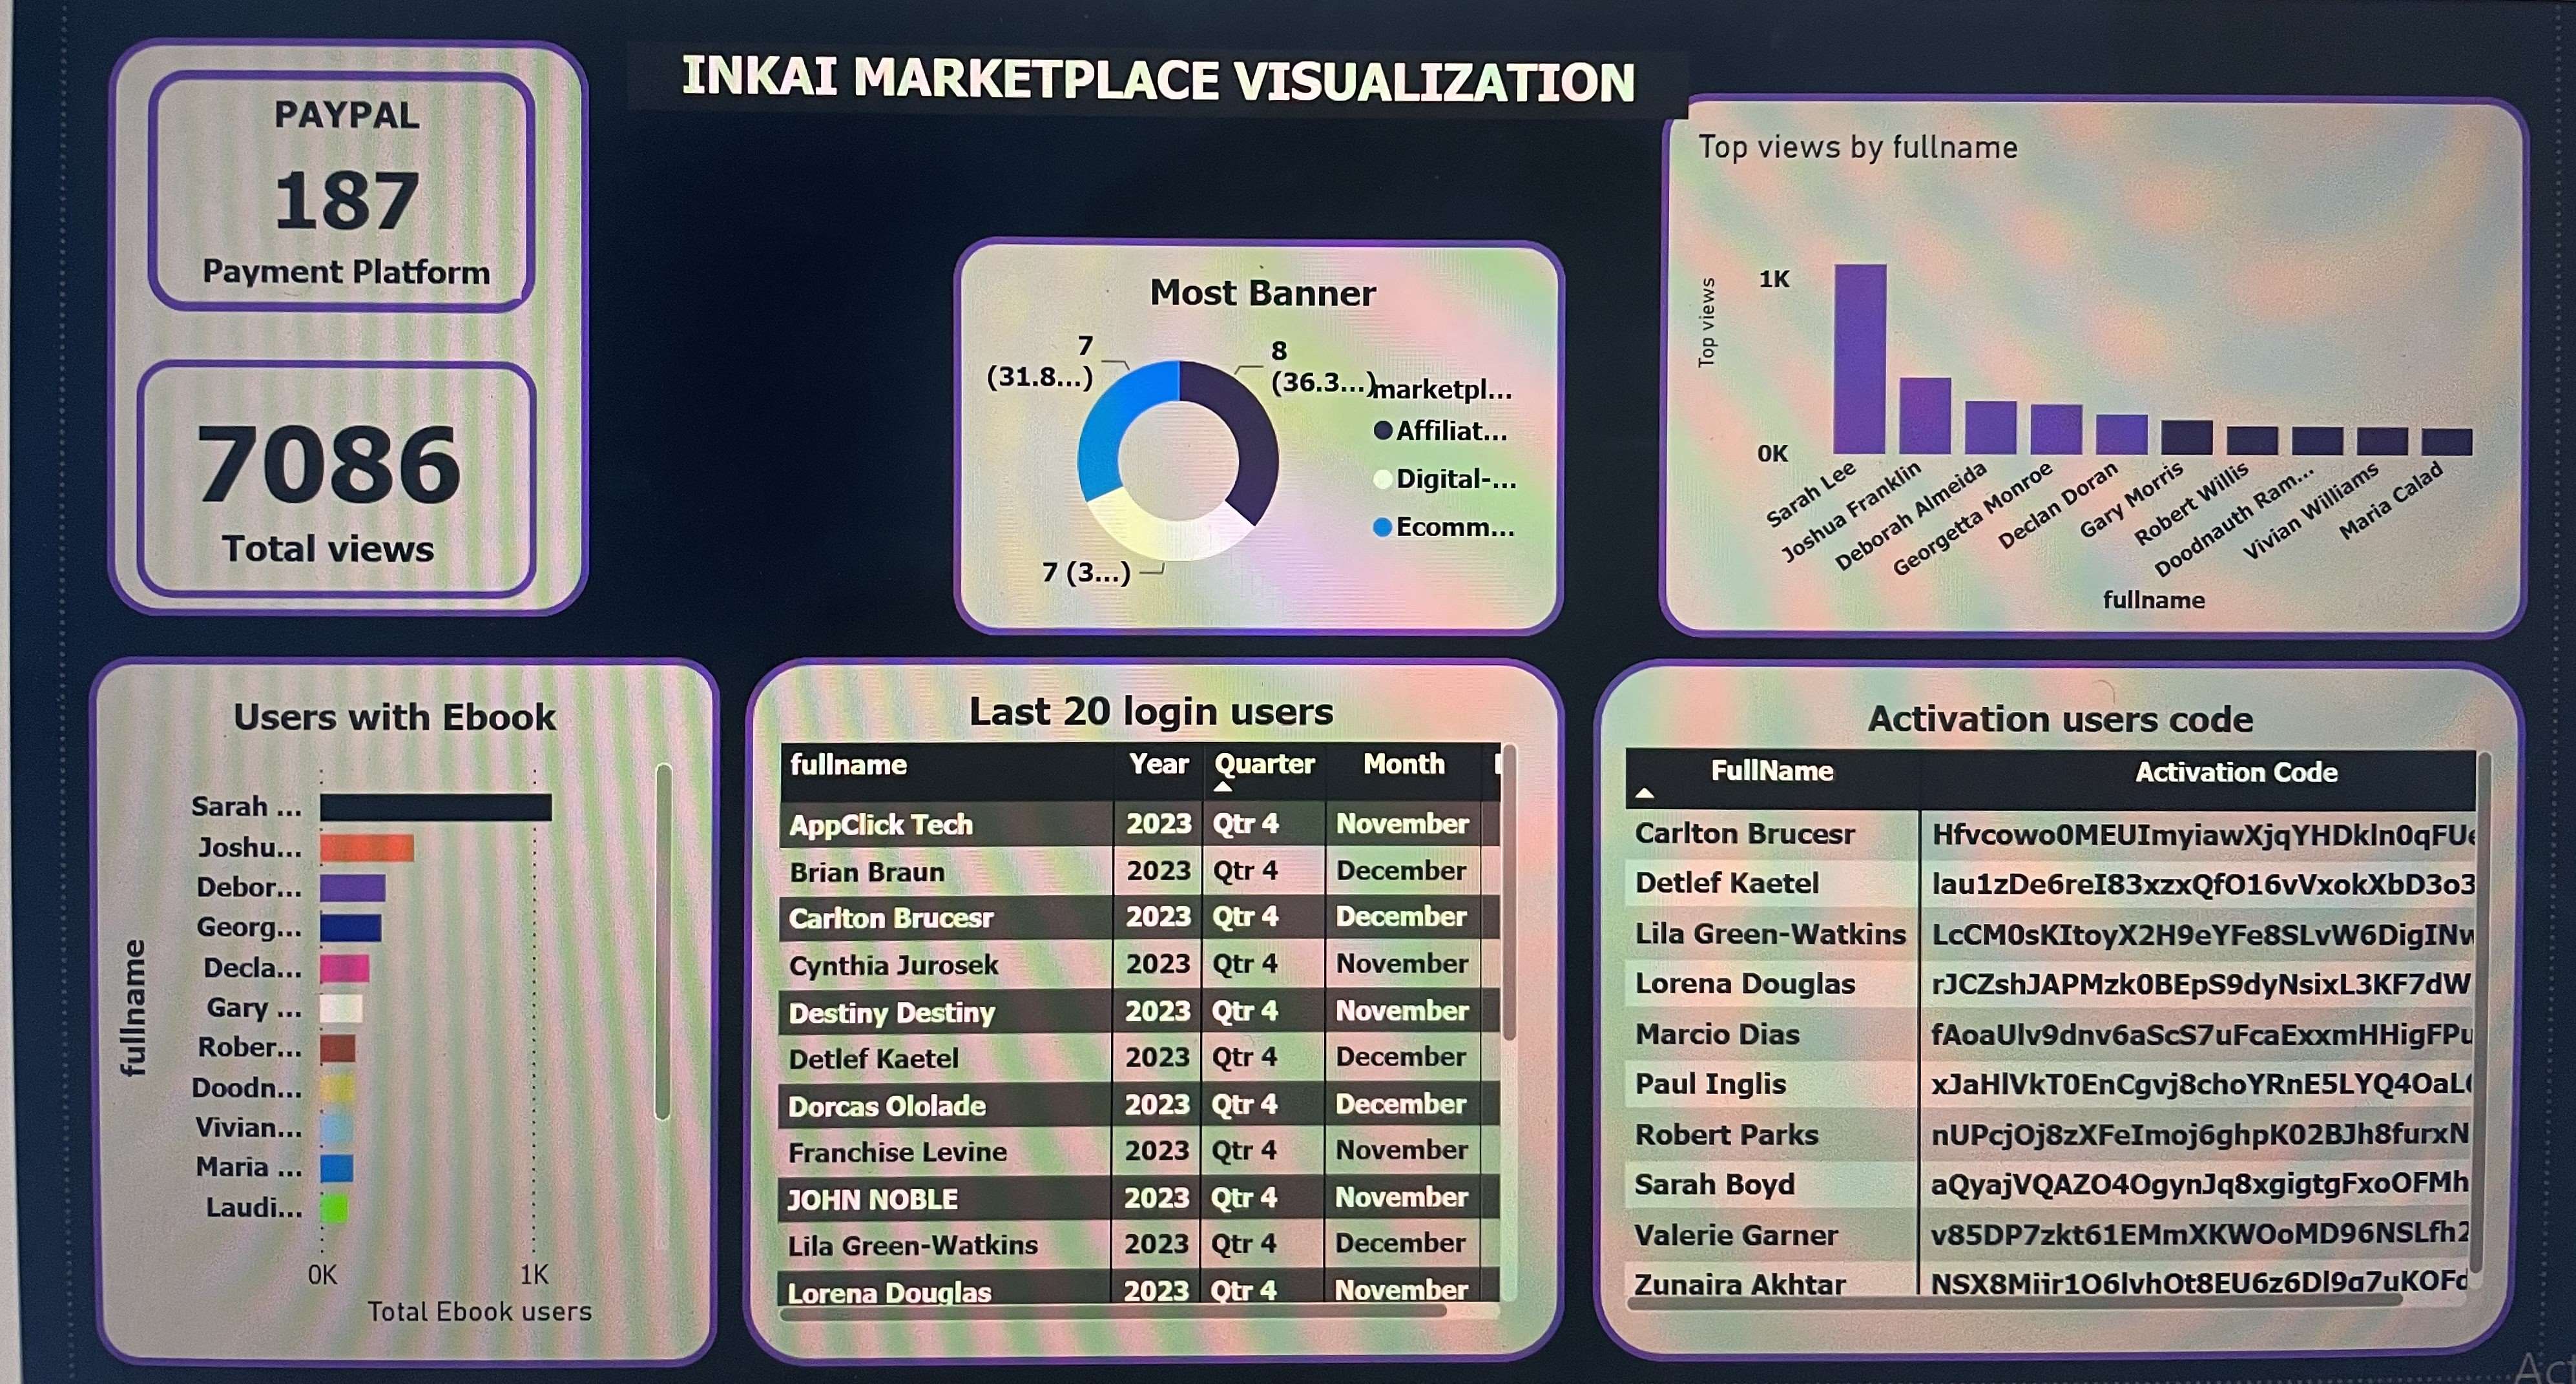 INKAI MARKETPLACE VISUALIZATION
PAYPAL
187
Payment Platform
7086
Total views
Most Banner
7
(31.8...)
8
(36.3...)
7 (3...)
marketpl...
Affiliat...
Digital-...
Ecomm...
Top views by fullname
Top views
1K
0K
Sarah Lee
Joshua Franklin
Deborah Almeida
Georgetta Monroe
Declan Doran
Gary Morris
Robert Willis
Doodnauth Ram...
Vivian Williams
Maria Calad
fullname
Users with Ebook
fullname
Sarah ...
Joshu...
Debor...
Georg...
Decla...
Gary ...
Rober...
Doodn...
Vivian...
Maria ...
Laudi...
0K 1K
Total Ebook users
Last 20 login users
fullname Year Quarter Month
AppClick Tech 2023 Qtr 4 November
Brian Braun 2023 Qtr 4 December
Carlton Brucesr 2023 Qtr 4 December
Cynthia Jurosek 2023 Qtr 4 November
Destiny Destiny 2023 Qtr 4 November
Detlef Kaetel 2023 Qtr 4 December
Dorcas Ololade 2023 Qtr 4 December
Franchise Levine 2023 Qtr 4 November
JOHN NOBLE 2023 Qtr 4 November
Lila Green-Watkins 2023 Qtr 4 December
Lorena Douglas 2023 Qtr 4 November
Activation users code
FullName Activation Code
Carlton Brucesr Hfvcowo0MEUImyiawXjqYHDkln0qFUe
Detlef Kaetel lau1zDe6reI83xzxQfO16vVxokXbD3o3
Lila Green-Watkins LcCM0sKItoyX2H9eYFe8SLvW6DigINw
Lorena Douglas rJCZshJAPMzk0BEpS9dyNsixL3KF7dW
Marcio Dias fAoaUlv9dnv6aScS7uFcaExxmHHigFPu
Paul Inglis xJaHlVkT0EnCgvj8choYRnE5LYQ4OaL
Robert Parks nUPcjOj8zXFeImoj6ghpK02BJh8furxN
Sarah Boyd aQyajVQAZO4OgynJq8xgigtgFxoOFMh
Valerie Garner v85DP7zkt61EMmXKWOoMD96NSLfh2
Zunaira Akhtar NSX8Miir1O6lvhOt8EU6z6Dl9a7uKOFd